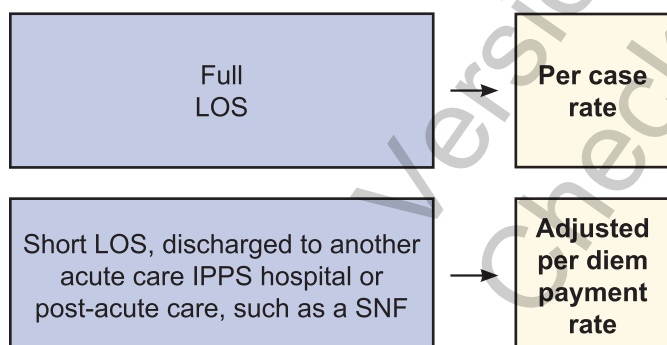 Full
LOS
Per case
rate
Short LOS, discharged to another
acute care IPPS hospital or
post-acute care, such as a SNF
Adjusted
per diem
payment
rate